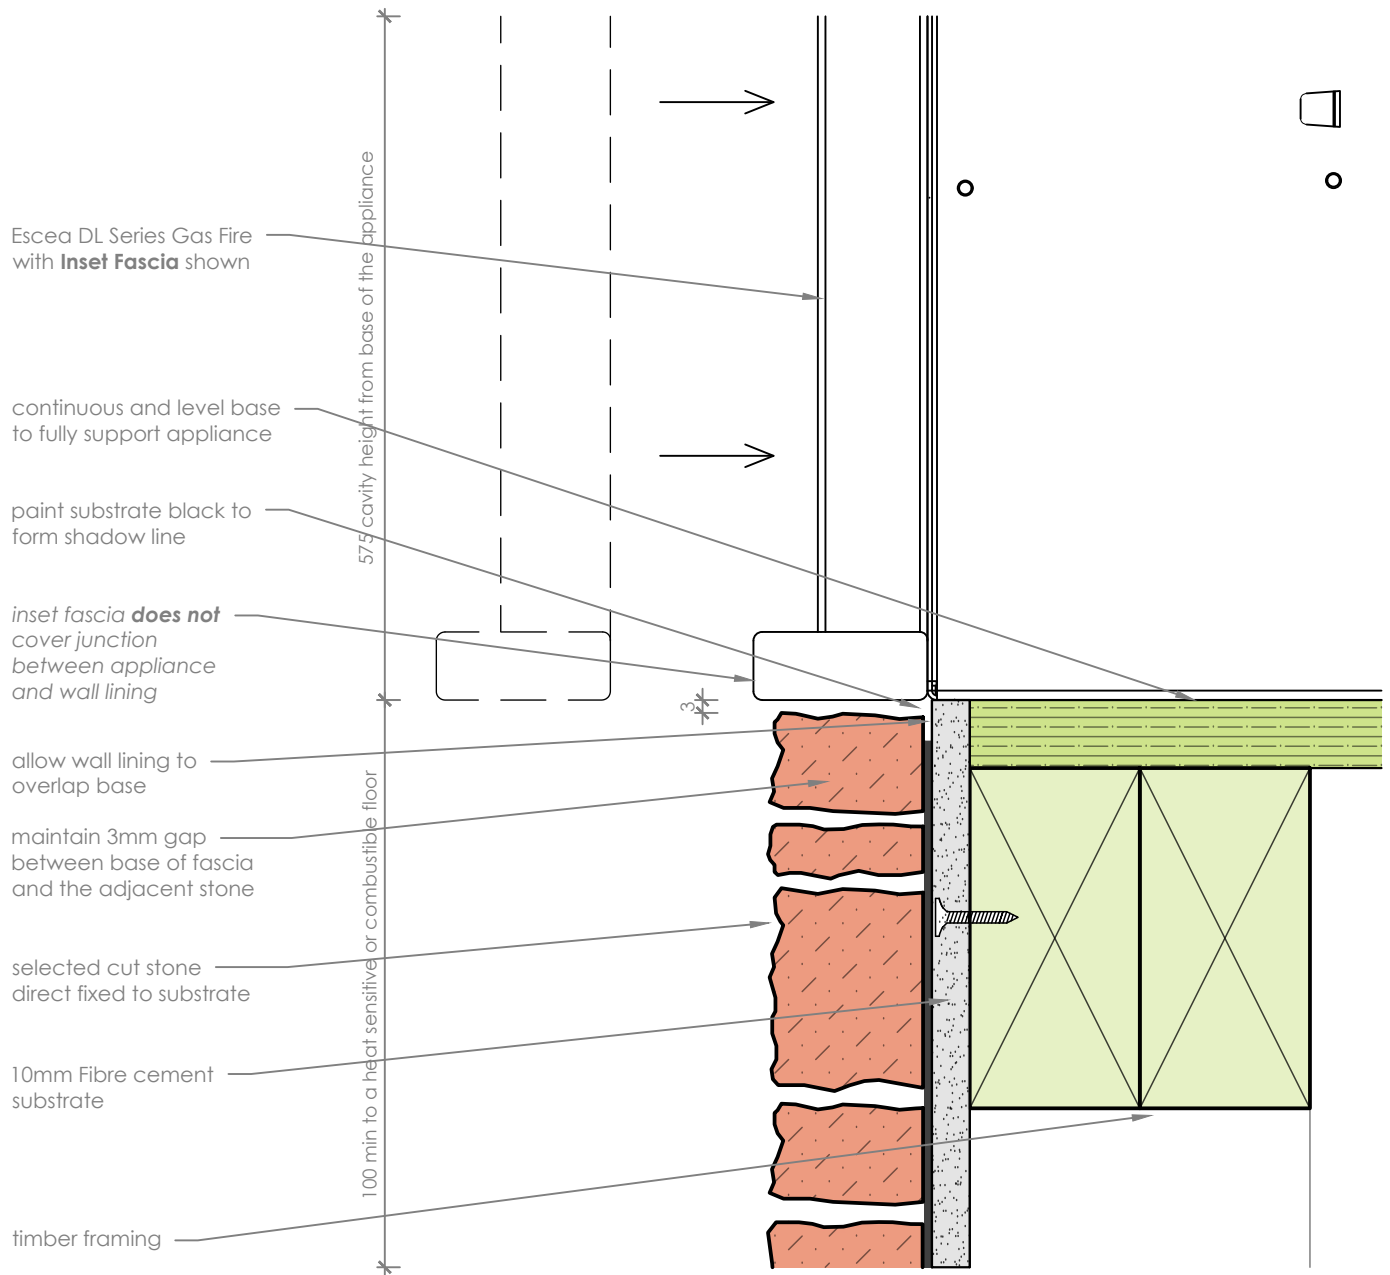 Escea DL Series Gas Fire
with Inset Fascia shown
continuous and level base
to fully support appliance
paint substrate black to
form shadow line
inset fascia does not
cover junction
between appliance
and wall lining
allow wall lining to
overlap base
maintain 3mm gap
between base of fascia
and the adjacent stone
selected cut stone
direct fixed to substrate
10mm Fibre cement
substrate
timber framing
575 cavity height from base of the appliance
100 min to a heat sensitive or combustible floor
3